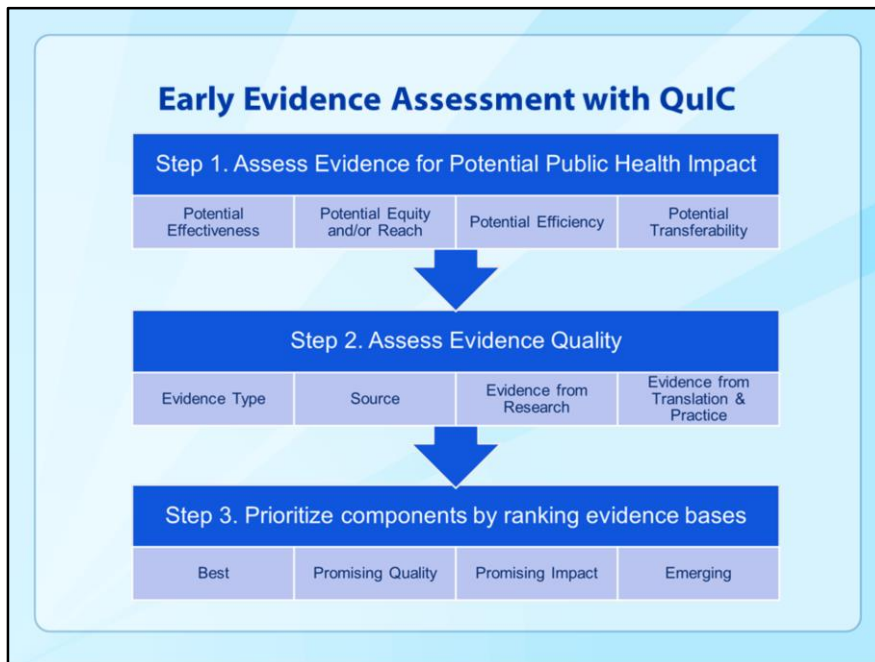 Early Evidence Assessment with QuIC
Step 1. Assess Evidence for Potential Public Health Impact
Potential
Effectiveness
Potential Equity
and/or Reach
Potential Efficiency
Potential
Transferability
Step 2. Assess Evidence Quality
Evidence Type
Source
Evidence from
Research
Evidence from
Translation &
Practice
Step 3. Prioritize components by ranking evidence bases
Best
Promising Quality
Promising Impact
Emerging